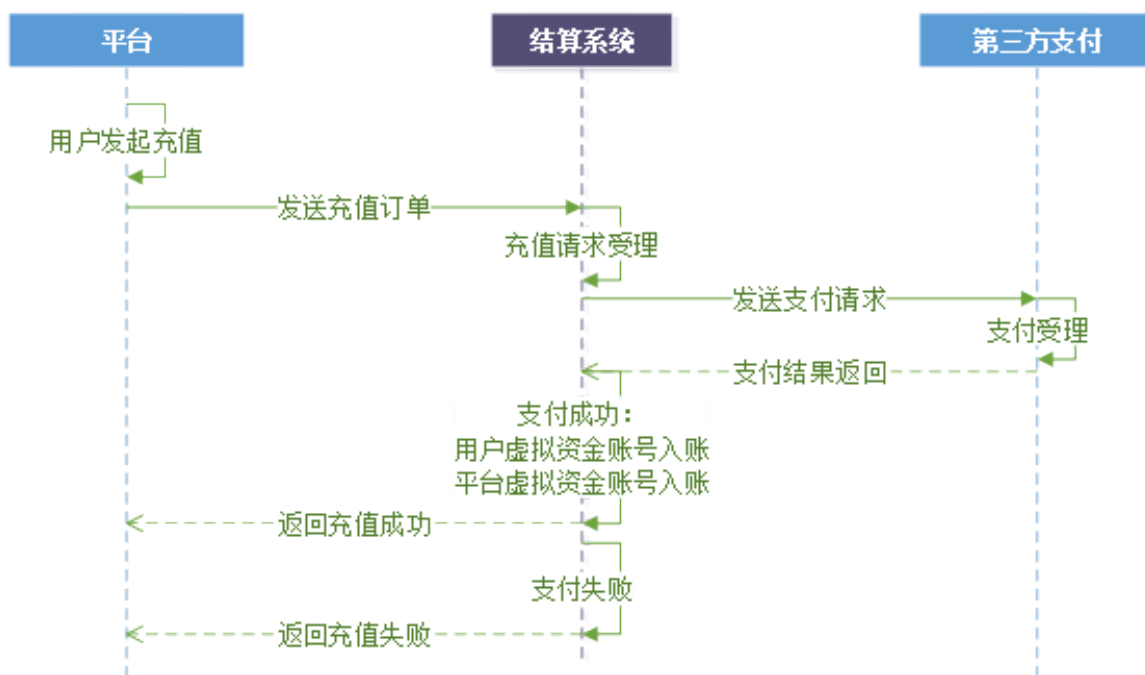 平台
结算系统
第三方支付
用户发起充值
发送充值订单
充值请求受理
发送支付请求
支付受理
支付结果返回
支付成功：
用户虚拟资金账号入账
平台虚拟资金账号入账
返回充值成功
支付失败
返回充值失败